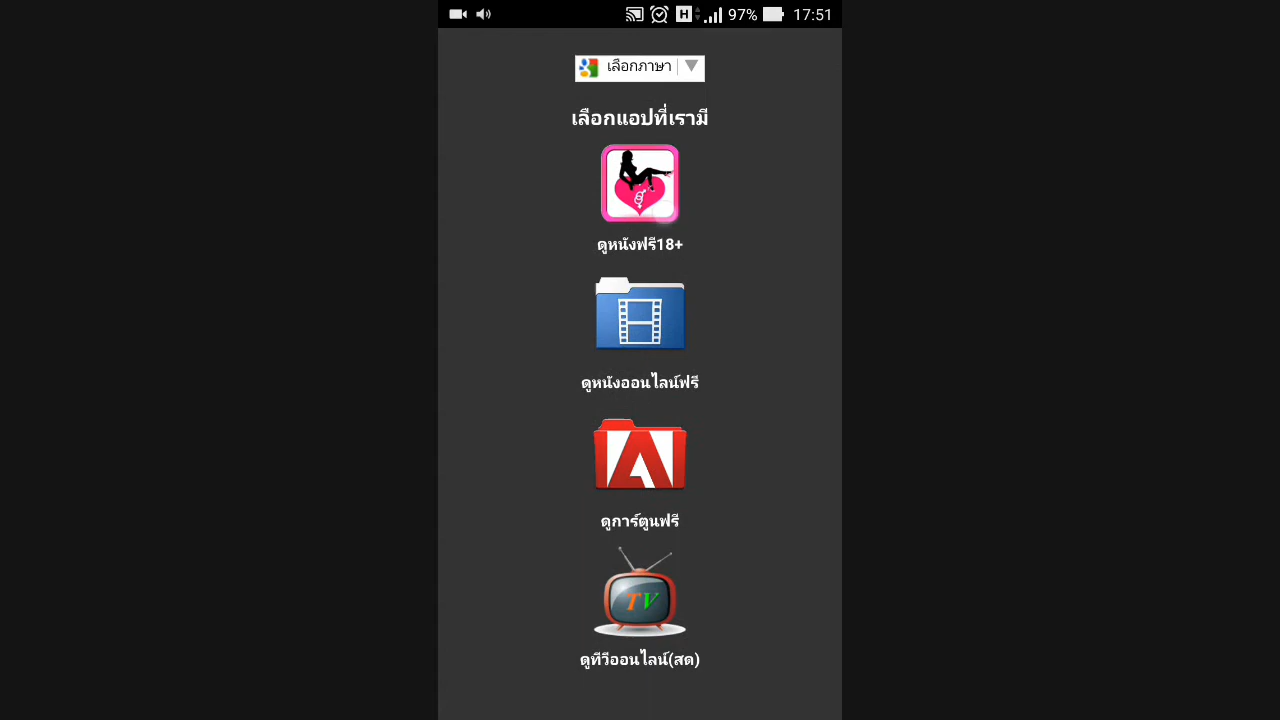 H 97% 17:51
เลือกภาษา
เลือกแอปที่เรามี
ดูหนังฟรี18+
ดูหนังออนไลน์ฟรี
ดูการ์ตูนฟรี
TV
ดูทีวีออนไลน์(สด)